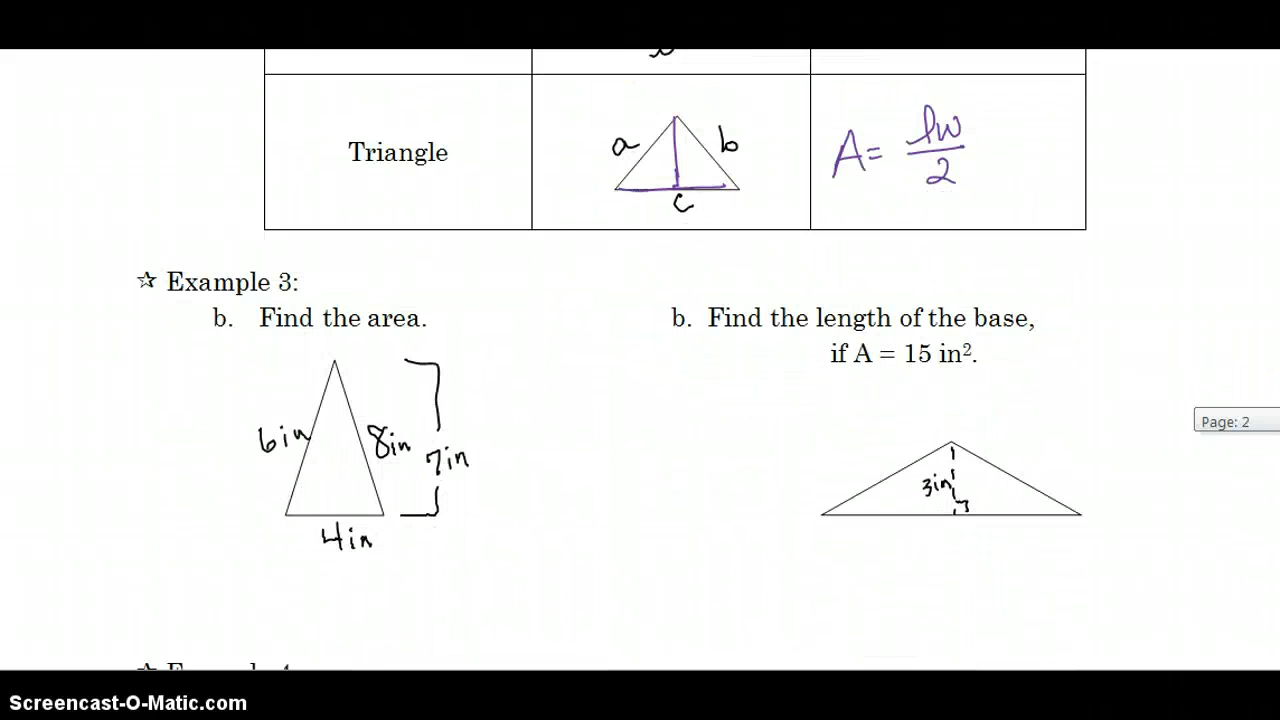 Triangle
a
b
c
A = lw/2
☆ Example 3:
b. Find the area.
6in
8in
7in
4in
b. Find the length of the base,
if A = 15 in².
3in
Page: 2
Screencast-O-Matic.com